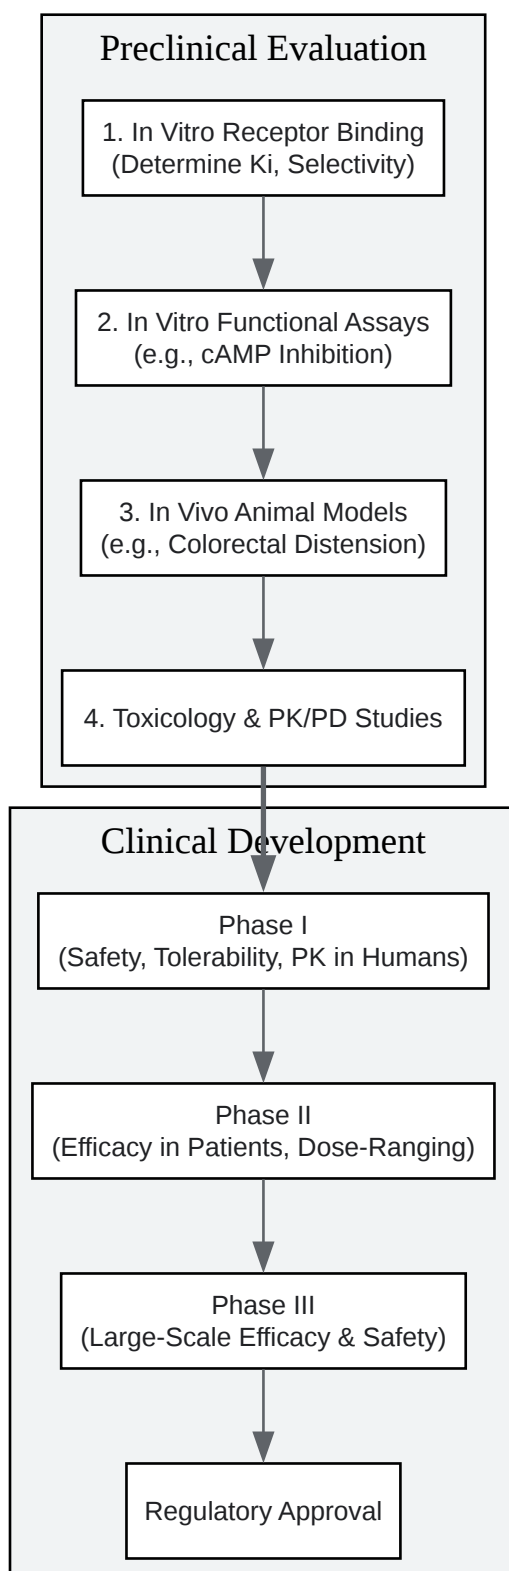 Preclinical Evaluation
1. In Vitro Receptor Binding
(Determine Ki, Selectivity)
2. In Vitro Functional Assays
(e.g., cAMP Inhibition)
3. In Vivo Animal Models
(e.g., Colorectal Distension)
4. Toxicology & PK/PD Studies
Clinical Development
Phase I
(Safety, Tolerability, PK in Humans)
Phase II
(Efficacy in Patients, Dose-Ranging)
Phase III
(Large-Scale Efficacy & Safety)
Regulatory Approval